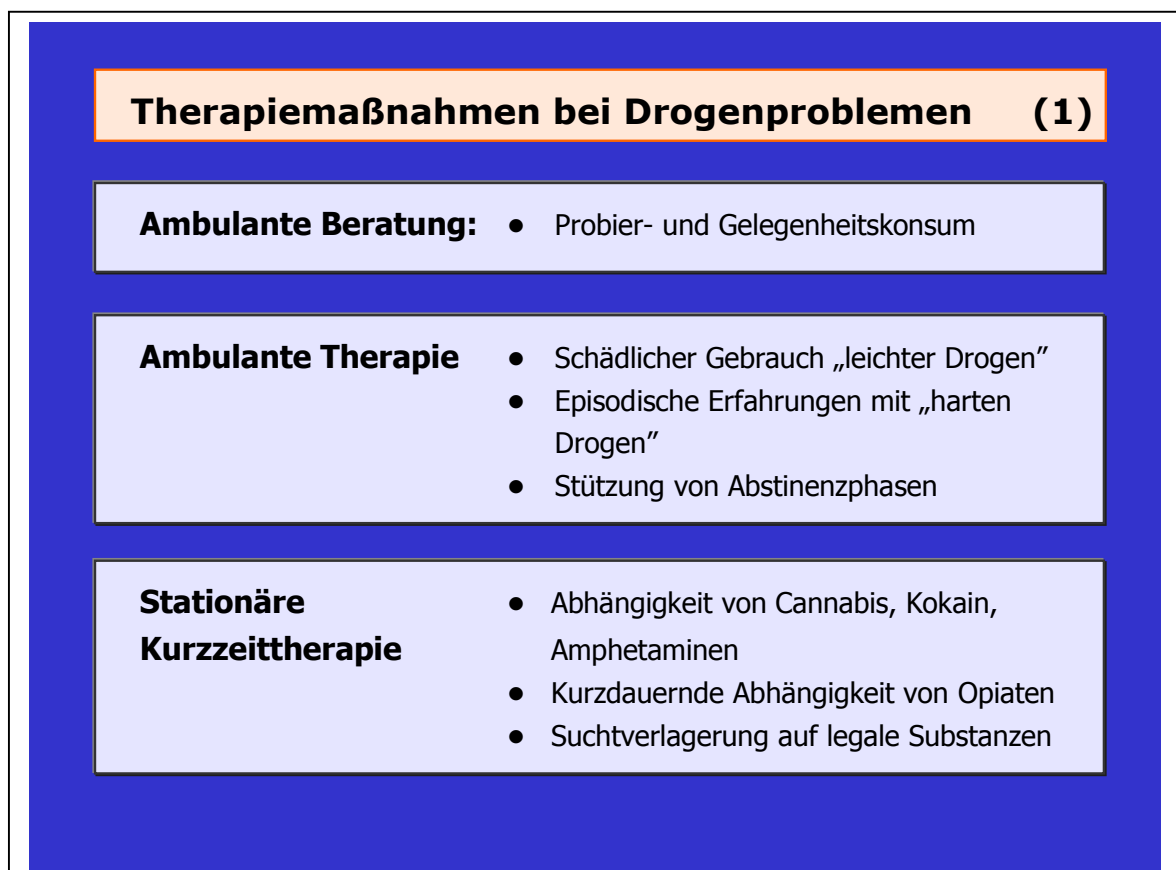 Therapiemaßnahmen bei Drogenproblemen (1)
Ambulante Beratung: ● Probier- und Gelegenheitskonsum
Ambulante Therapie ● Schädlicher Gebrauch „leichter Drogen”
● Episodische Erfahrungen mit „harten
Drogen”
● Stützung von Abstinenzphasen
Stationäre ● Abhängigkeit von Cannabis, Kokain,
Kurzzeittherapie Amphetaminen
● Kurzdauernde Abhängigkeit von Opiaten
● Suchtverlagerung auf legale Substanzen